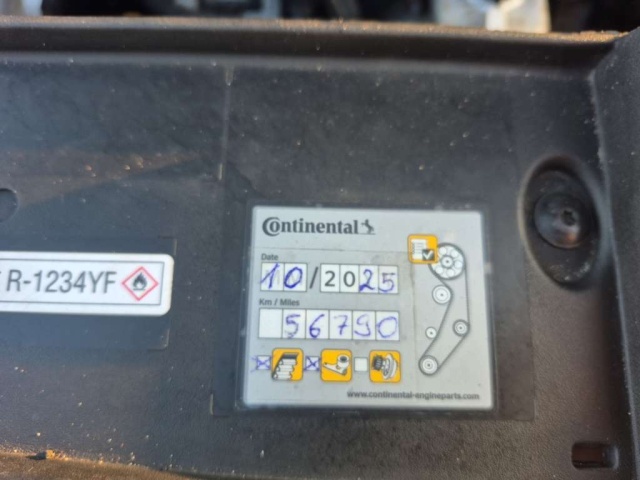 Continental
Date
10/2025
Km / Miles
56790
www.continental-engineparts.com
R-1234YF